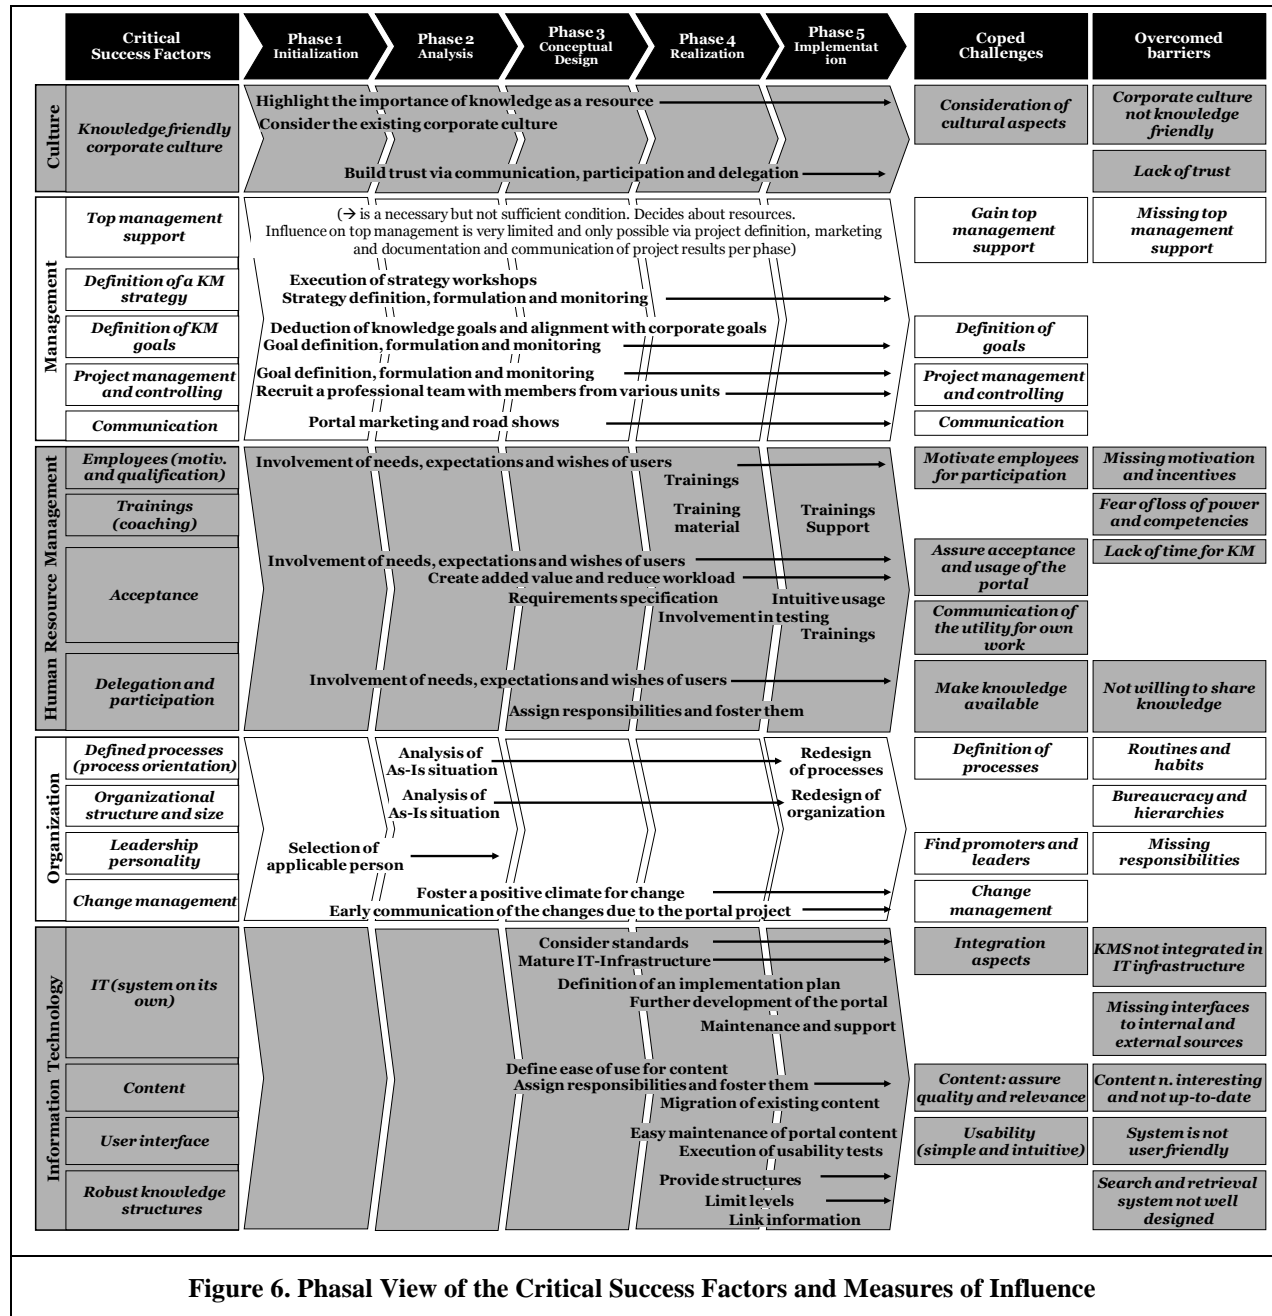 Critical
Success Factors
Phase 1
Initialization
Phase 2
Analysis
Phase 3
Conceptual
Design
Phase 4
Realization
Phase 5
Implementat
ion
Coped
Challenges
Overcomed
barriers
Culture
Knowledge friendly
corporate culture
Highlight the importance of knowledge as a resource
Consider the existing corporate culture
Build trust via communication, participation and delegation
Consideration of
cultural aspects
Corporate culture
not knowledge
friendly
Lack of trust
Management
Top management
support
(→ is a necessary but not sufficient condition. Decides about resources.
Influence on top management is very limited and only possible via project definition, marketing
and documentation and communication of project results per phase)
Gain top
management
support
Missing top
management
support
Definition of a KM
strategy
Execution of strategy workshops
Strategy definition, formulation and monitoring
Definition of KM
goals
Deduction of knowledge goals and alignment with corporate goals
Goal definition, formulation and monitoring
Definition of
goals
Project management
and controlling
Goal definition, formulation and monitoring
Recruit a professional team with members from various units
Project management
and controlling
Communication
Portal marketing and road shows
Communication
Human Resource Management
Employees (motiv.
and qualification)
Involvement of needs, expectations and wishes of users
Trainings
Motivate employees
for participation
Missing motivation
and incentives
Trainings
(coaching)
Training
material
Trainings
Support
Fear of loss of power
and competencies
Acceptance
Involvement of needs, expectations and wishes of users
Create added value and reduce workload
Requirements specification
Intuitive usage
Involvement in testing
Trainings
Assure acceptance
and usage of the
portal
Communication of
the utility for own
work
Lack of time for KM
Delegation and
participation
Involvement of needs, expectations and wishes of users
Assign responsibilities and foster them
Make knowledge
available
Not willing to share
knowledge
Organization
Defined processes
(process orientation)
Analysis of
As-Is situation
Redesign
of processes
Definition of
processes
Routines and
habits
Organizational
structure and size
Analysis of
As-Is situation
Redesign of
organization
Bureaucracy and
hierarchies
Leadership
personality
Selection of
applicable person
Find promoters and
leaders
Missing
responsibilities
Change management
Foster a positive climate for change
Early communication of the changes due to the portal project
Change
management
Information Technology
IT (system on its
own)
Consider standards
Mature IT-Infrastructure
Definition of an implementation plan
Further development of the portal
Maintenance and support
Integration
aspects
KMS not integrated in
IT infrastructure
Missing interfaces
to internal and
external sources
Content
Define ease of use for content
Assign responsibilities and foster them
Migration of existing content
Content: assure
quality and relevance
Content n. interesting
and not up-to-date
User interface
Easy maintenance of portal content
Execution of usability tests
Usability
(simple and intuitive)
System is not
user friendly
Robust knowledge
structures
Provide structures
Limit levels
Link information
Search and retrieval
system not well
designed
Figure 6. Phasal View of the Critical Success Factors and Measures of Influence